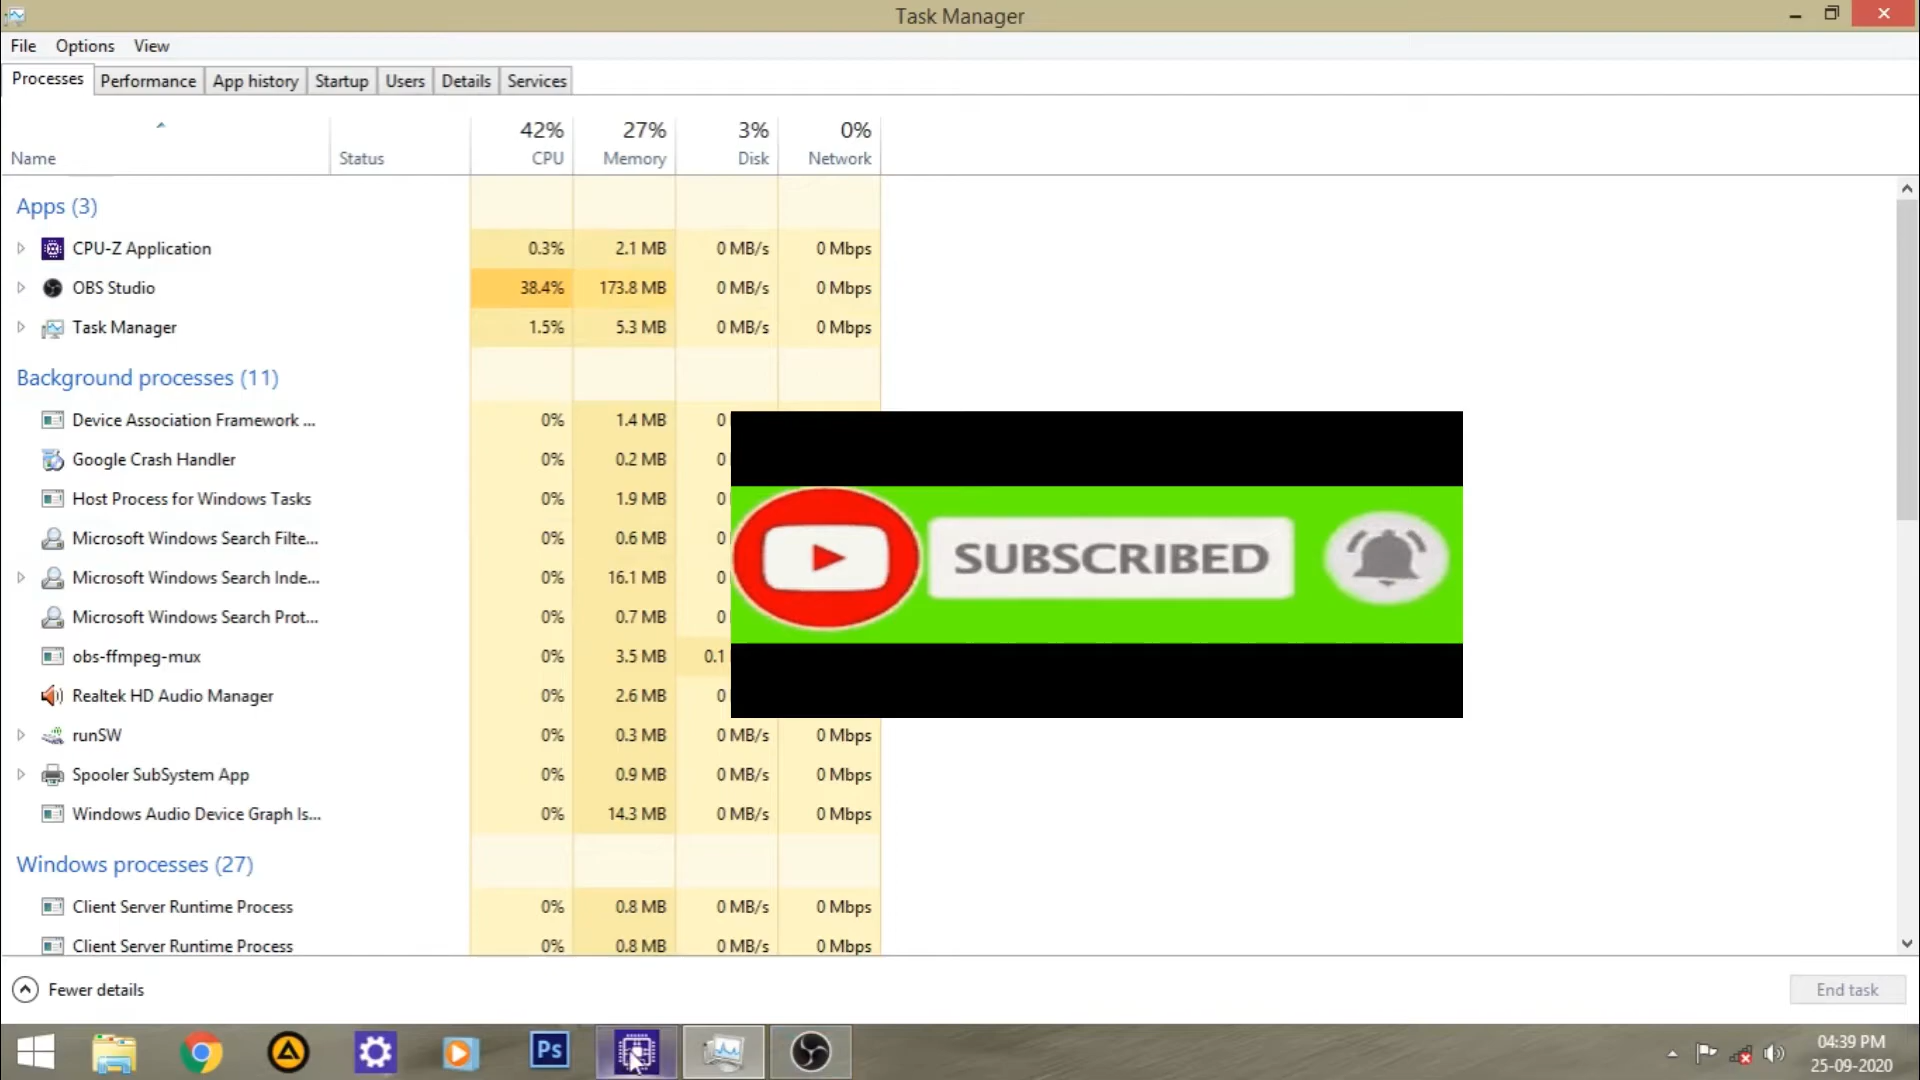 Task Manager
File Options View
Processes Performance App history Startup Users Details Services
42% 27% 3% 0%
Name Status CPU Memory Disk Network
Apps (3)
CPU-Z Application 0.3% 2.1 MB 0 MB/s 0 Mbps
OBS Studio 38.4% 173.8 MB 0 MB/s 0 Mbps
Task Manager 1.5% 5.3 MB 0 MB/s 0 Mbps
Background processes (11)
Device Association Framework ... 0% 1.4 MB 0
Google Crash Handler 0% 0.2 MB 0
Host Process for Windows Tasks 0% 1.9 MB 0
Microsoft Windows Search Filte... 0% 0.6 MB 0
Microsoft Windows Search Inde... 0% 16.1 MB 0
SUBSCRIBED
Microsoft Windows Search Prot... 0% 0.7 MB 0
obs-ffmpeg-mux 0% 3.5 MB 0.1
Realtek HD Audio Manager 0% 2.6 MB 0
runSW 0% 0.3 MB 0 MB/s 0 Mbps
Spooler SubSystem App 0% 0.9 MB 0 MB/s 0 Mbps
Windows Audio Device Graph Is... 0% 14.3 MB 0 MB/s 0 Mbps
Windows processes (27)
Client Server Runtime Process 0% 0.8 MB 0 MB/s 0 Mbps
Client Server Runtime Process 0% 0.8 MB 0 MB/s 0 Mbps
Fewer details End task
Ps
04:39 PM
25-09-2020